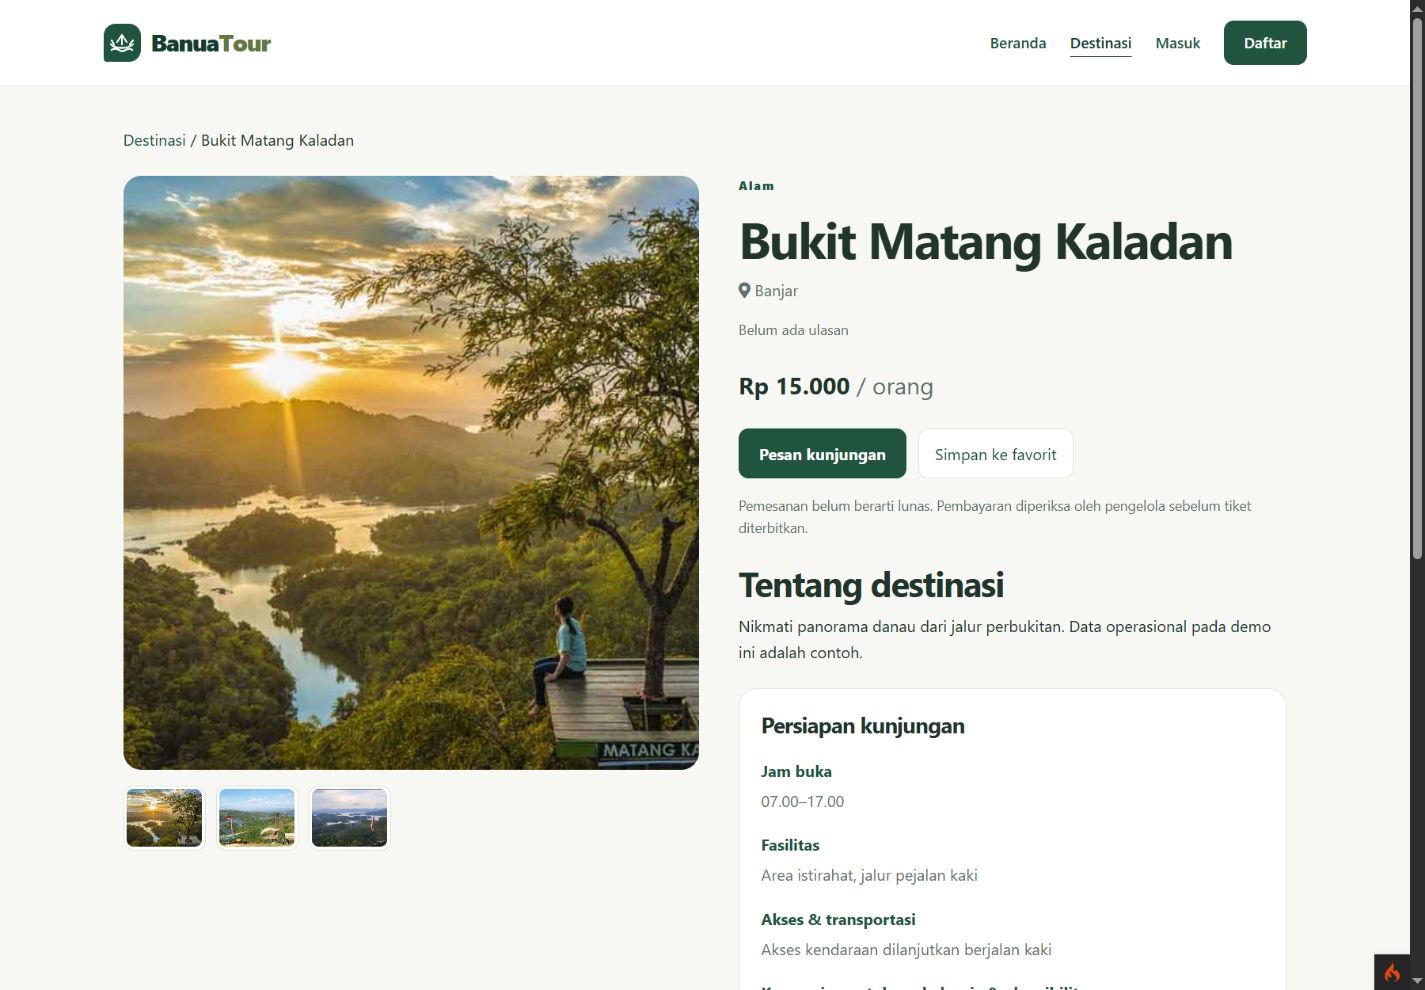 BanuaTour
Beranda
Destinasi
Masuk
Daftar
Destinasi / Bukit Matang Kaladan
Alam
Bukit Matang Kaladan
Banjar
Belum ada ulasan
Rp 15.000 / orang
Pesan kunjungan
Simpan ke favorit
Pemesanan belum berarti lunas. Pembayaran diperiksa oleh pengelola sebelum tiket
diterbitkan.
Tentang destinasi
Nikmati panorama danau dari jalur perbukitan. Data operasional pada demo
ini adalah contoh.
Persiapan kunjungan
Jam buka
07.00–17.00
Fasilitas
Area istirahat, jalur pejalan kaki
Akses & transportasi
Akses kendaraan dilanjutkan berjalan kaki
MATANG KA